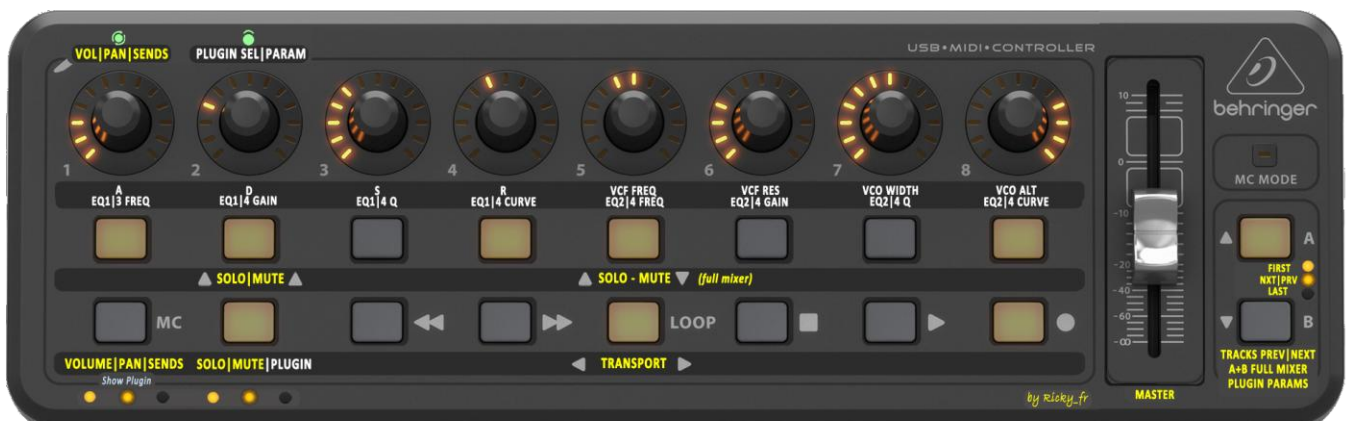 VOL|PAN|SENDS
PLUGIN SEL|PARAM
USB•MIDI•CONTROLLER
behringer
1 2 3 4 5 6 7 8
A
EQ1|3 FREQ
D
EQ1|4 GAIN
S
EQ1|4 Q
R
EQ1|4 CURVE
VCF FREQ
EQ2|4 FREQ
VCF RES
EQ2|4 GAIN
VCO WIDTH
EQ2|4 Q
VCO ALT
EQ2|4 CURVE
10
0
-10
-20
-40
-60
-∞
MC MODE
A
FIRST
NXT|PRV
LAST
B
SOLO|MUTE
SOLO - MUTE
(full mixer)
MC
LOOP
VOLUME|PAN|SENDS
SOLO|MUTE|PLUGIN
TRANSPORT
Show Plugin
by Ricky_fr
MASTER
TRACKS PREV|NEXT
A+B FULL MIXER
PLUGIN PARAMS